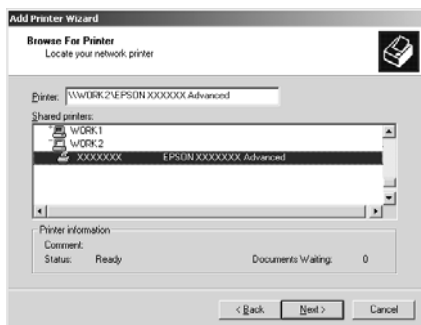 Add Printer Wizard
Browse For Printer
Locate your network printer
Printer: \\WORK2\EPSON XXXXXX Advanced
Shared printers:
WORK1
WORK2
XXXXXXX EPSON XXXXXXX Advanced
Printer information
Comment:
Status: Ready Documents Waiting: 0
< Back Next > Cancel